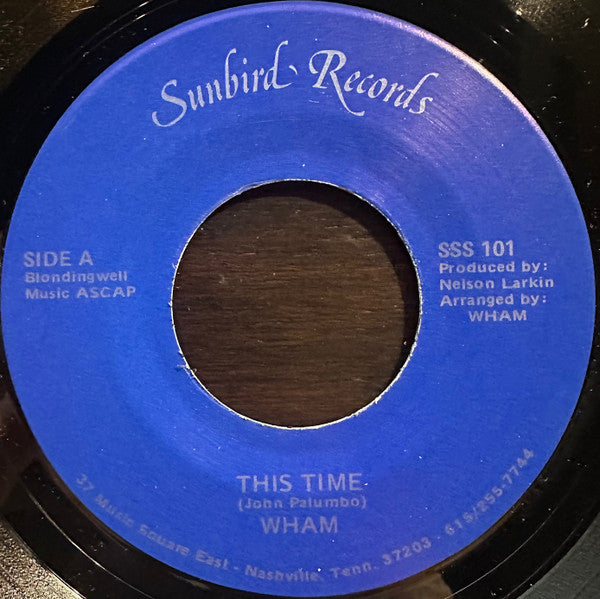 Sunbird Records
SIDE A
Blondingwell
Music ASCAP
SSS 101
Produced by:
Nelson Larkin
Arranged by:
WHAM
THIS TIME
(John Palumbo)
WHAM
37 Music Square East - Nashville, Tenn. 37203 - 615/255-7744